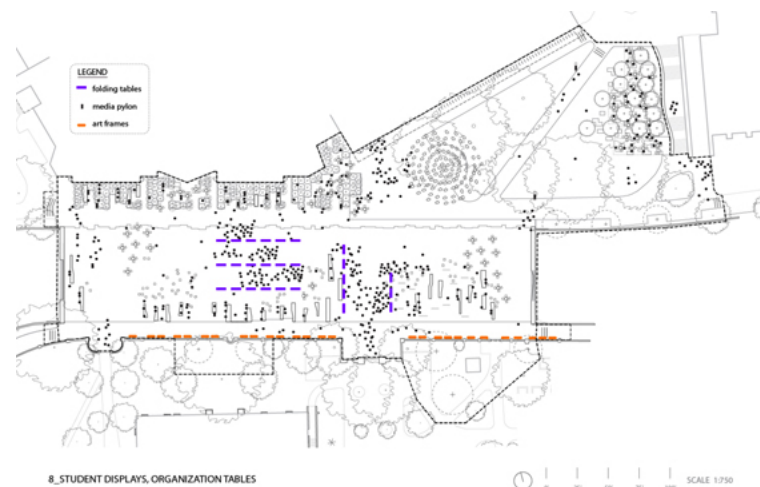 LEGEND
folding tables
media pylon
art frames
8_STUDENT DISPLAYS, ORGANIZATION TABLES
SCALE 1:750